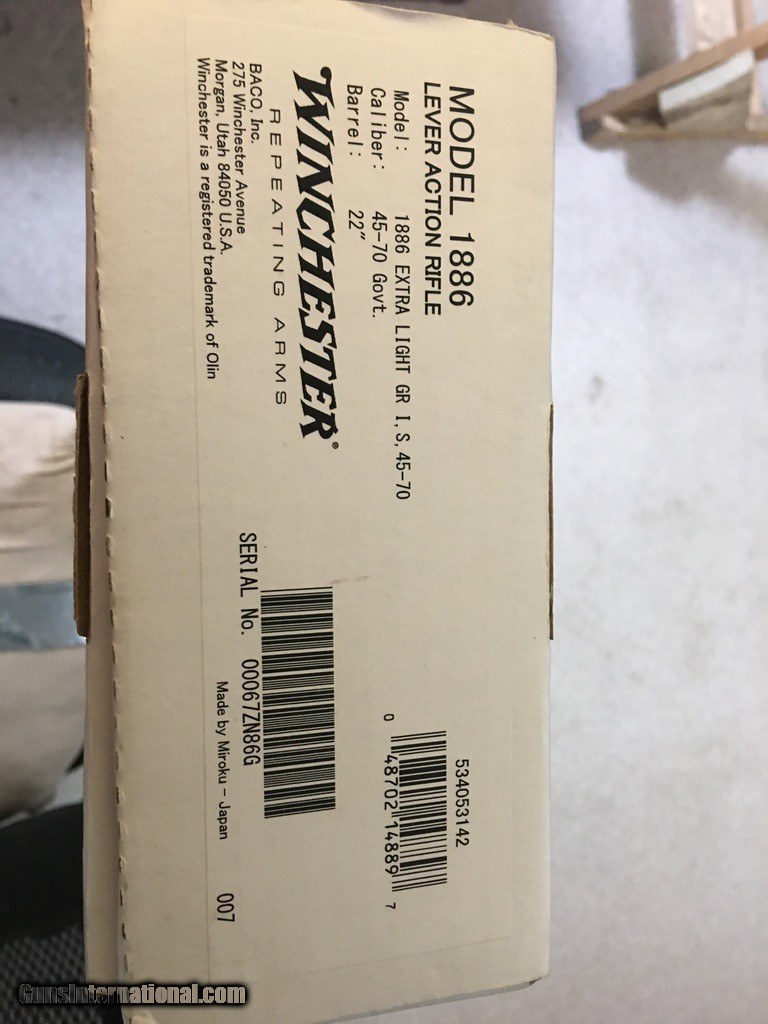 MODEL 1886
LEVER ACTION RIFLE
Model: 1886 EXTRA LIGHT GR I, S, 45-70
Caliber: 45-70 Govt.
Barrel: 22"
WINCHESTER®
REPEATING ARMS
BACO, Inc.
275 Winchester Avenue
Morgan, Utah 84050 U.S.A.
Winchester is a registered trademark of Olin
534053142
0 48702 14889 7
SERIAL No. 00067ZN86G
Made by Miroku - Japan
007
GunsInternational.com